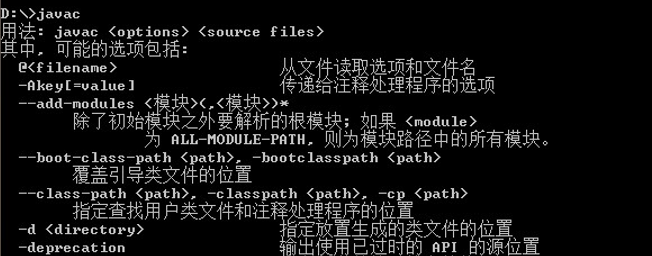 D:\>javac
用法: javac <options> <source files>
其中, 可能的选项包括:
@<filename> 从文件读取选项和文件名
-Akey[=value] 传递给注释处理程序的选项
--add-modules <模块>(,<模块>)*
除了初始模块之外要解析的根模块; 如果 <module>
为 ALL-MODULE-PATH, 则为模块路径中的所有模块。
--boot-class-path <path>, -bootclasspath <path>
覆盖引导类文件的位置
--class-path <path>, -classpath <path>, -cp <path>
指定查找用户类文件和注释处理程序的位置
-d <directory> 指定放置生成的类文件的位置
-deprecation 输出使用已过时的 API 的源位置